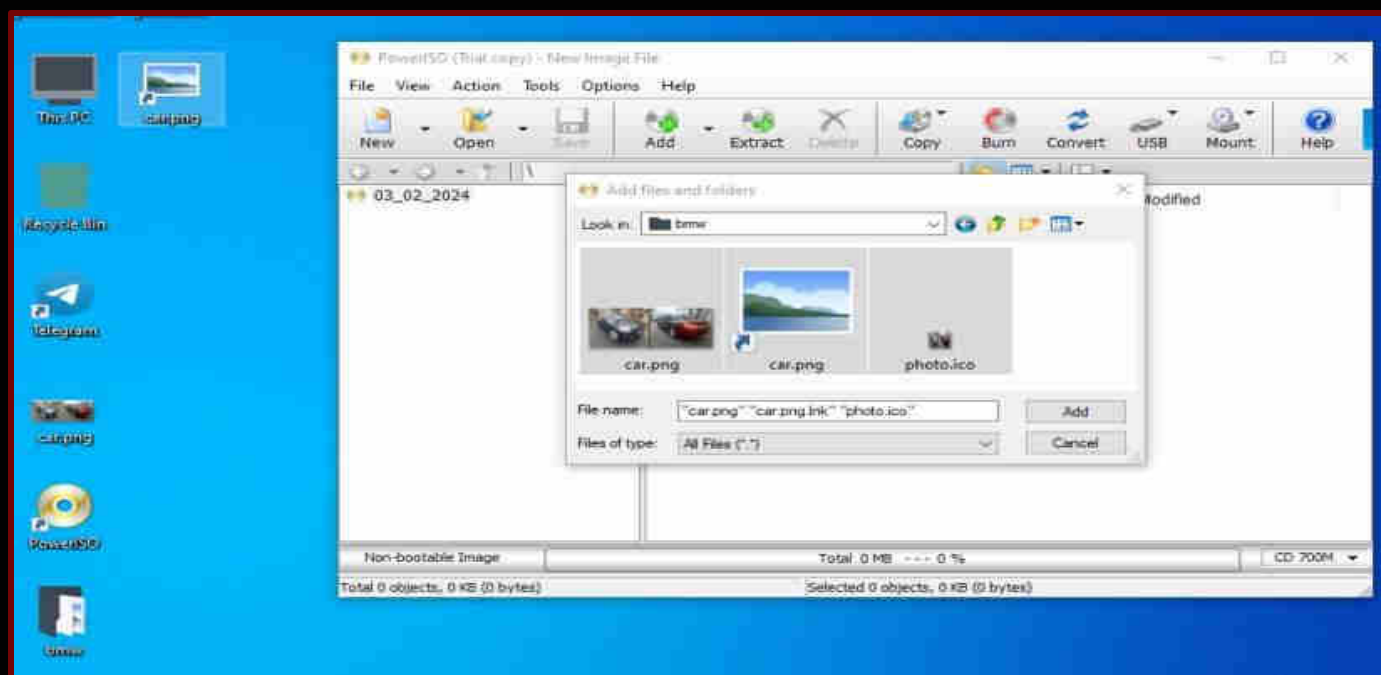 This PC
car.png
Recycle Bin
Telegram
car.png
PowerISO
bmw
PowerISO (Trial copy) - New Image File
File View Action Tools Options Help
New Open Save Add Extract Delete Copy Burn Convert USB Mount Help
03_02_2024
Modified
Add files and folders
Look in: bmw
car.png car.png photo.ico
File name: "car.png" "car.png.lnk" "photo.ico" Add
Files of type: All Files (*.*) Cancel
Non-bootable Image Total 0 MB --- 0 % CD 700M
Total 0 objects, 0 KB (0 bytes) Selected 0 objects, 0 KB (0 bytes)